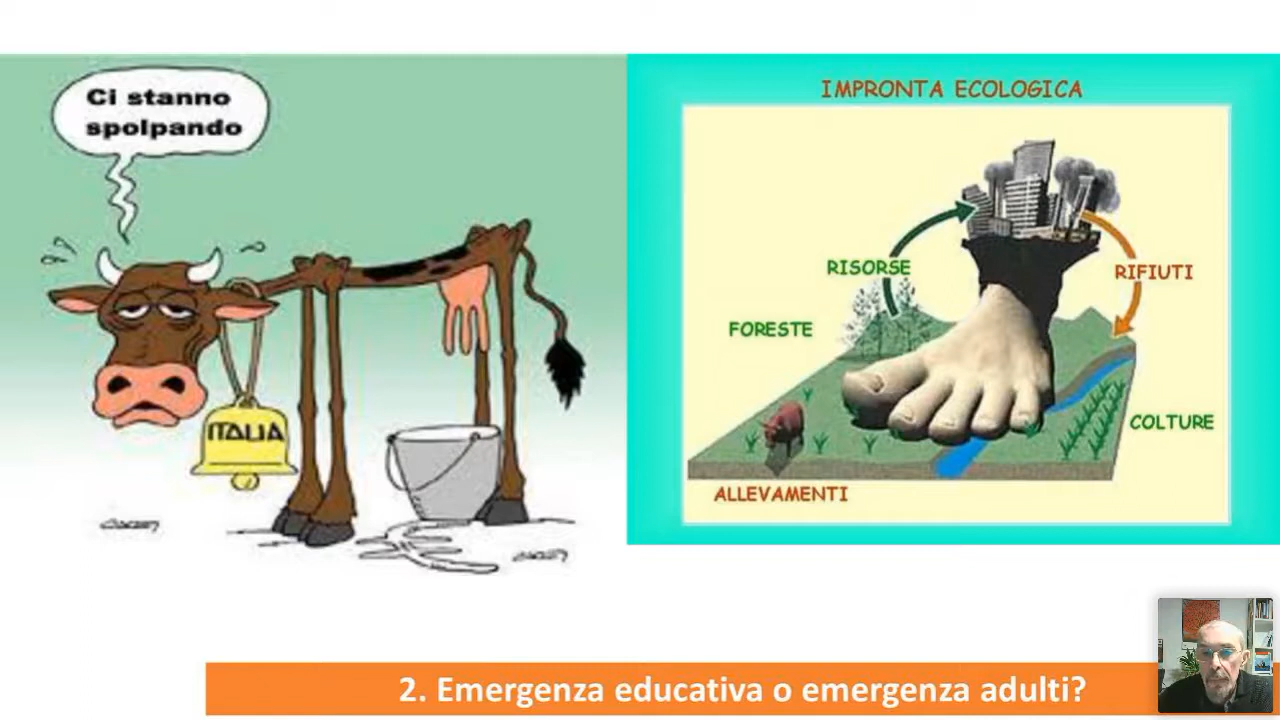 Ci stanno
spolpando
ITALIA
IMPRONTA ECOLOGICA
RISORSE
RIFIUTI
FORESTE
COLTURE
ALLEVAMENTI
2. Emergenza educativa o emergenza adulti?